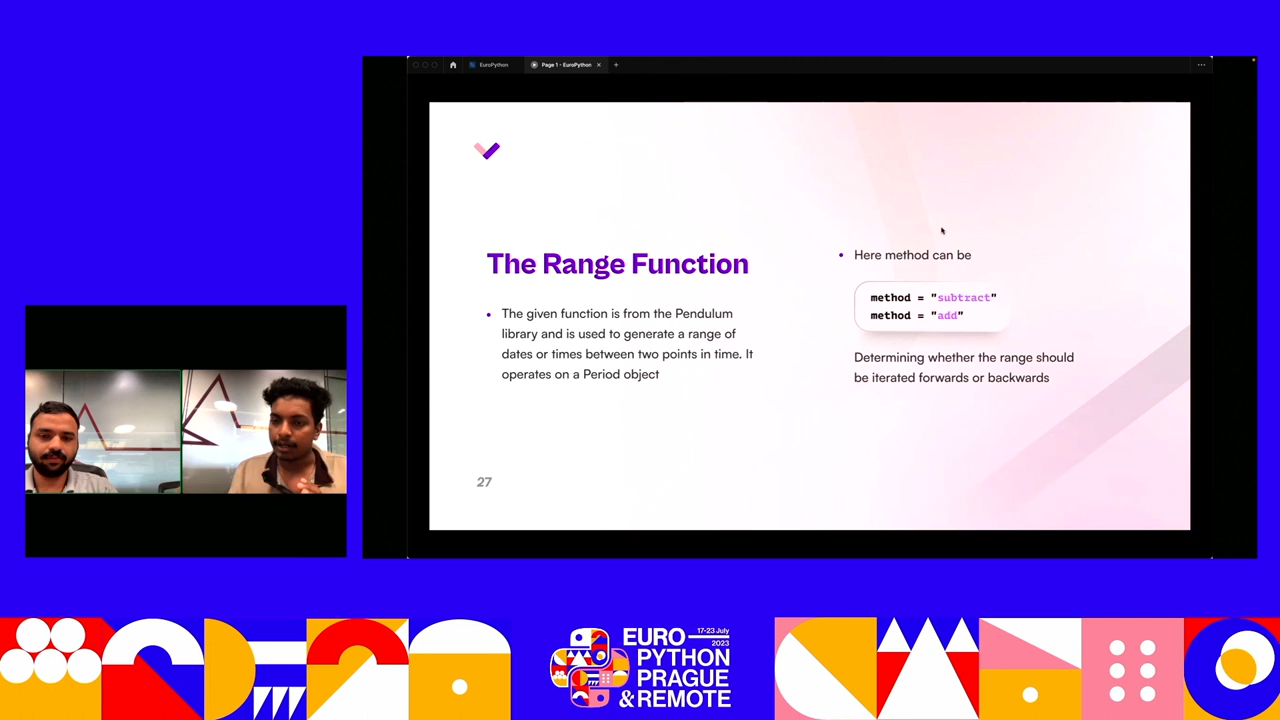 EuroPython
Page 1 - EuroPython
The Range Function
The given function is from the Pendulum
library and is used to generate a range of
dates or times between two points in time. It
operates on a Period object
Here method can be
method = "subtract"
method = "add"
Determining whether the range should
be iterated forwards or backwards
27
EURO
17-23 July
2023
PYTHON
PRAGUE
& REMOTE